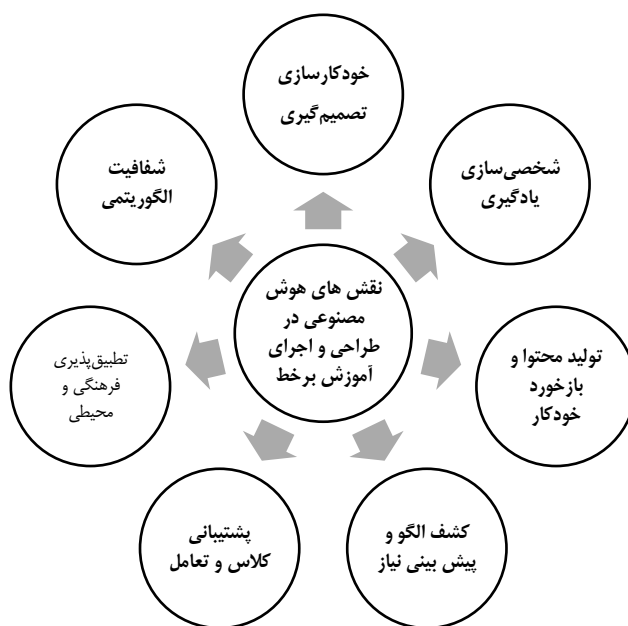 خودکارسازی
تصمیم‌گیری
شخصی‌سازی
یادگیری
شفافیت
الگوریتمی
نقش های هوش
مصنوعی در
طراحی و اجرای
آموزش برخط
تولید محتوا و
بازخورد
خودکار
تطبیق‌پذیری
فرهنگی و
محیطی
کشف الگو و
پیش بینی نیاز
پشتیبانی
کلاس و تعامل